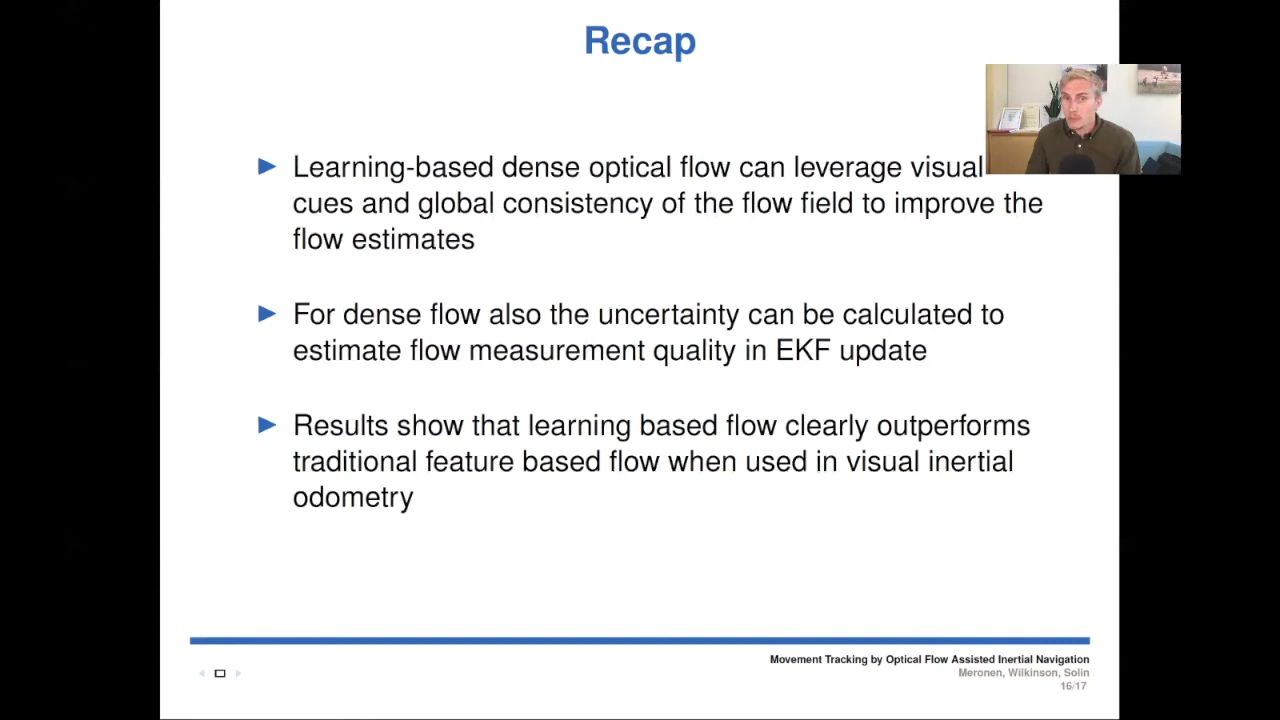 Recap
Learning-based dense optical flow can leverage visual
cues and global consistency of the flow field to improve the
flow estimates
For dense flow also the uncertainty can be calculated to
estimate flow measurement quality in EKF update
Results show that learning based flow clearly outperforms
traditional feature based flow when used in visual inertial
odometry
Movement Tracking by Optical Flow Assisted Inertial Navigation
Meronen, Wilkinson, Solin
16/17